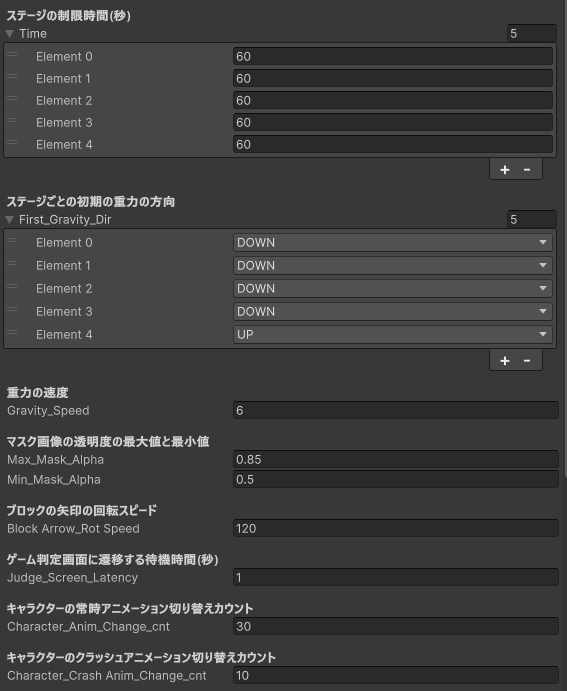 ステージの制限時間(秒)
Time 5
Element 0 60
Element 1 60
Element 2 60
Element 3 60
Element 4 60
+ -
ステージごとの初期の重力の方向
First_Gravity_Dir 5
Element 0 DOWN
Element 1 DOWN
Element 2 DOWN
Element 3 DOWN
Element 4 UP
+ -
重力の速度
Gravity_Speed 6
マスク画像の透明度の最大値と最小値
Max_Mask_Alpha 0.85
Min_Mask_Alpha 0.5
ブロックの矢印の回転スピード
Block Arrow_Rot Speed 120
ゲーム判定画面に遷移する待機時間(秒)
Judge_Screen_Latency 1
キャラクターの常時アニメーション切り替えカウント
Character_Anim_Change_cnt 30
キャラクターのクラッシュアニメーション切り替えカウント
Character_Crash Anim_Change_cnt 10